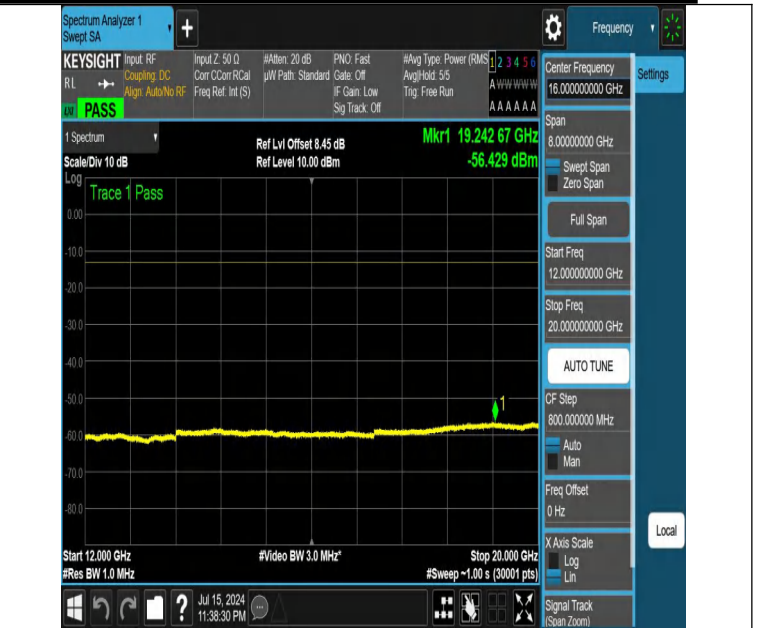 Spectrum Analyzer 1
Swept SA
+
Frequency
KEYSIGHT
RL
PASS
Input: RF
Coupling: DC
Align: Auto/No RF
Input Z: 50 Ω
Corr CCorr RCal
Freq Ref: Int (S)
#Atten: 20 dB
µW Path: Standard
PNO: Fast
Gate: Off
IF Gain: Low
Sig Track: Off
#Avg Type: Power (RMS
Avg|Hold: 5/5
Trig: Free Run
1 2 3 4 5 6
A W W W W W
A A A A A A
1 Spectrum
Scale/Div 10 dB
Log
Ref Lvl Offset 8.45 dB
Ref Level 10.00 dBm
Mkr1 19.242 67 GHz
-56.429 dBm
Trace 1 Pass
0.00
-10.0
-20.0
-30.0
-40.0
-50.0
-60.0
-70.0
-80.0
1
Start 12.000 GHz
#Res BW 1.0 MHz
#Video BW 3.0 MHz*
Stop 20.000 GHz
#Sweep ~1.00 s (30001 pts)
?
Jul 15, 2024
11:38:30 PM
Center Frequency
16.000000000 GHz
Span
8.00000000 GHz
Swept Span
Zero Span
Full Span
Start Freq
12.000000000 GHz
Stop Freq
20.000000000 GHz
AUTO TUNE
CF Step
800.000000 MHz
Auto
Man
Freq Offset
0 Hz
X Axis Scale
Log
Lin
Signal Track
(Span Zoom)
Settings
Local